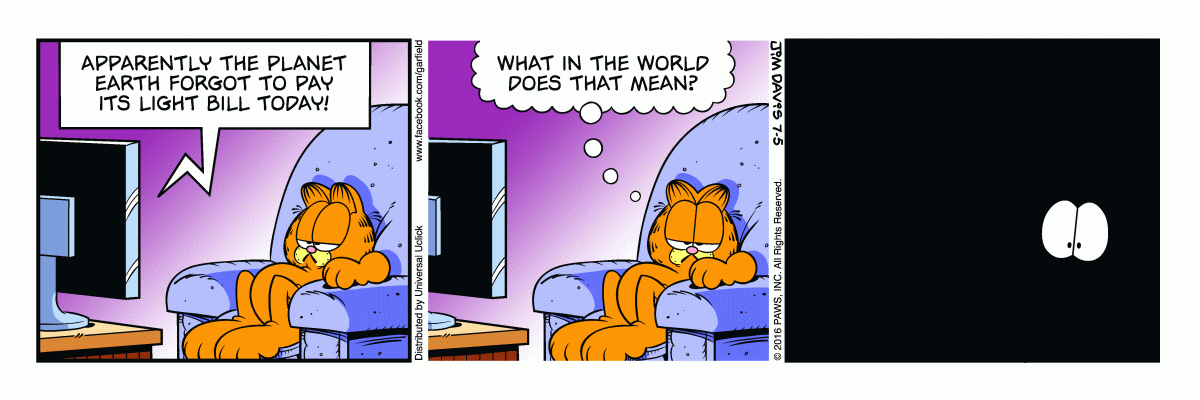 APPARENTLY THE PLANET
EARTH FORGOT TO PAY
ITS LIGHT BILL TODAY!
www.facebook.com/garfield
Distributed by Universal Uclick
WHAT IN THE WORLD
DOES THAT MEAN?
JIM DAVIS 7-5
© 2016 PAWS, INC. All Rights Reserved.